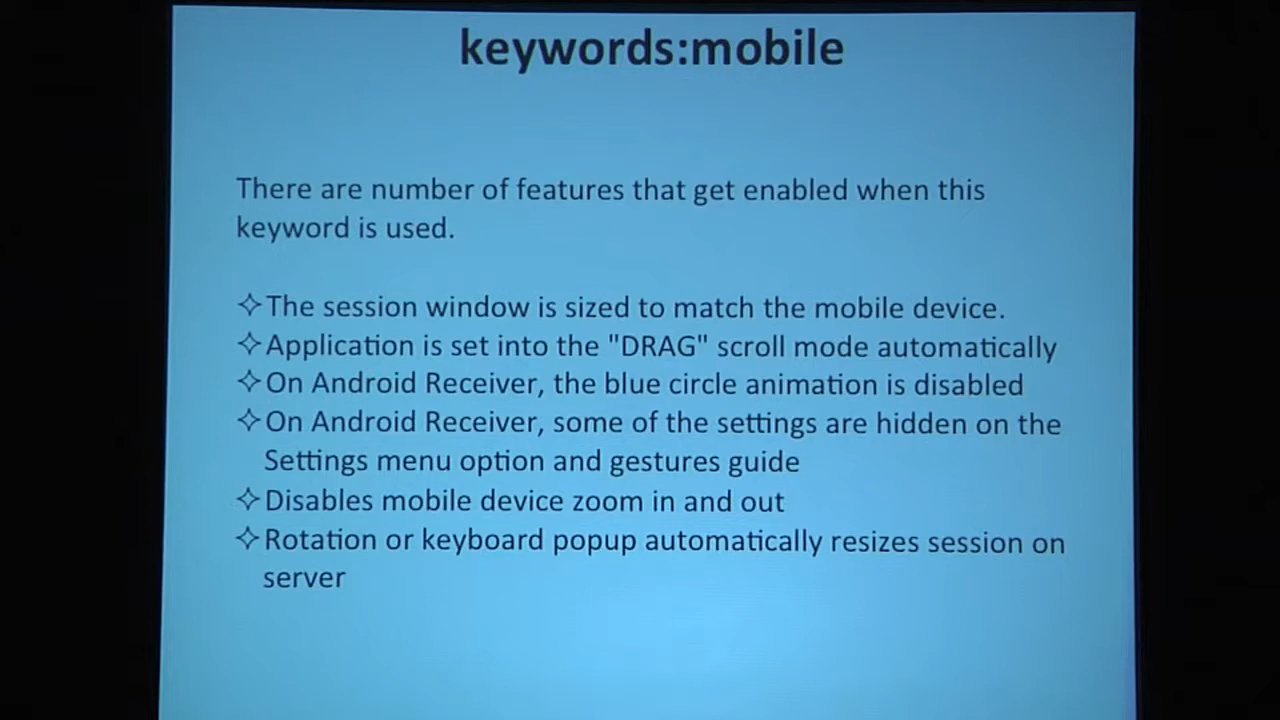 keywords:mobile
There are number of features that get enabled when this
keyword is used.
✧The session window is sized to match the mobile device.
✧Application is set into the "DRAG" scroll mode automatically
✧On Android Receiver, the blue circle animation is disabled
✧On Android Receiver, some of the settings are hidden on the
Settings menu option and gestures guide
✧Disables mobile device zoom in and out
✧Rotation or keyboard popup automatically resizes session on
server